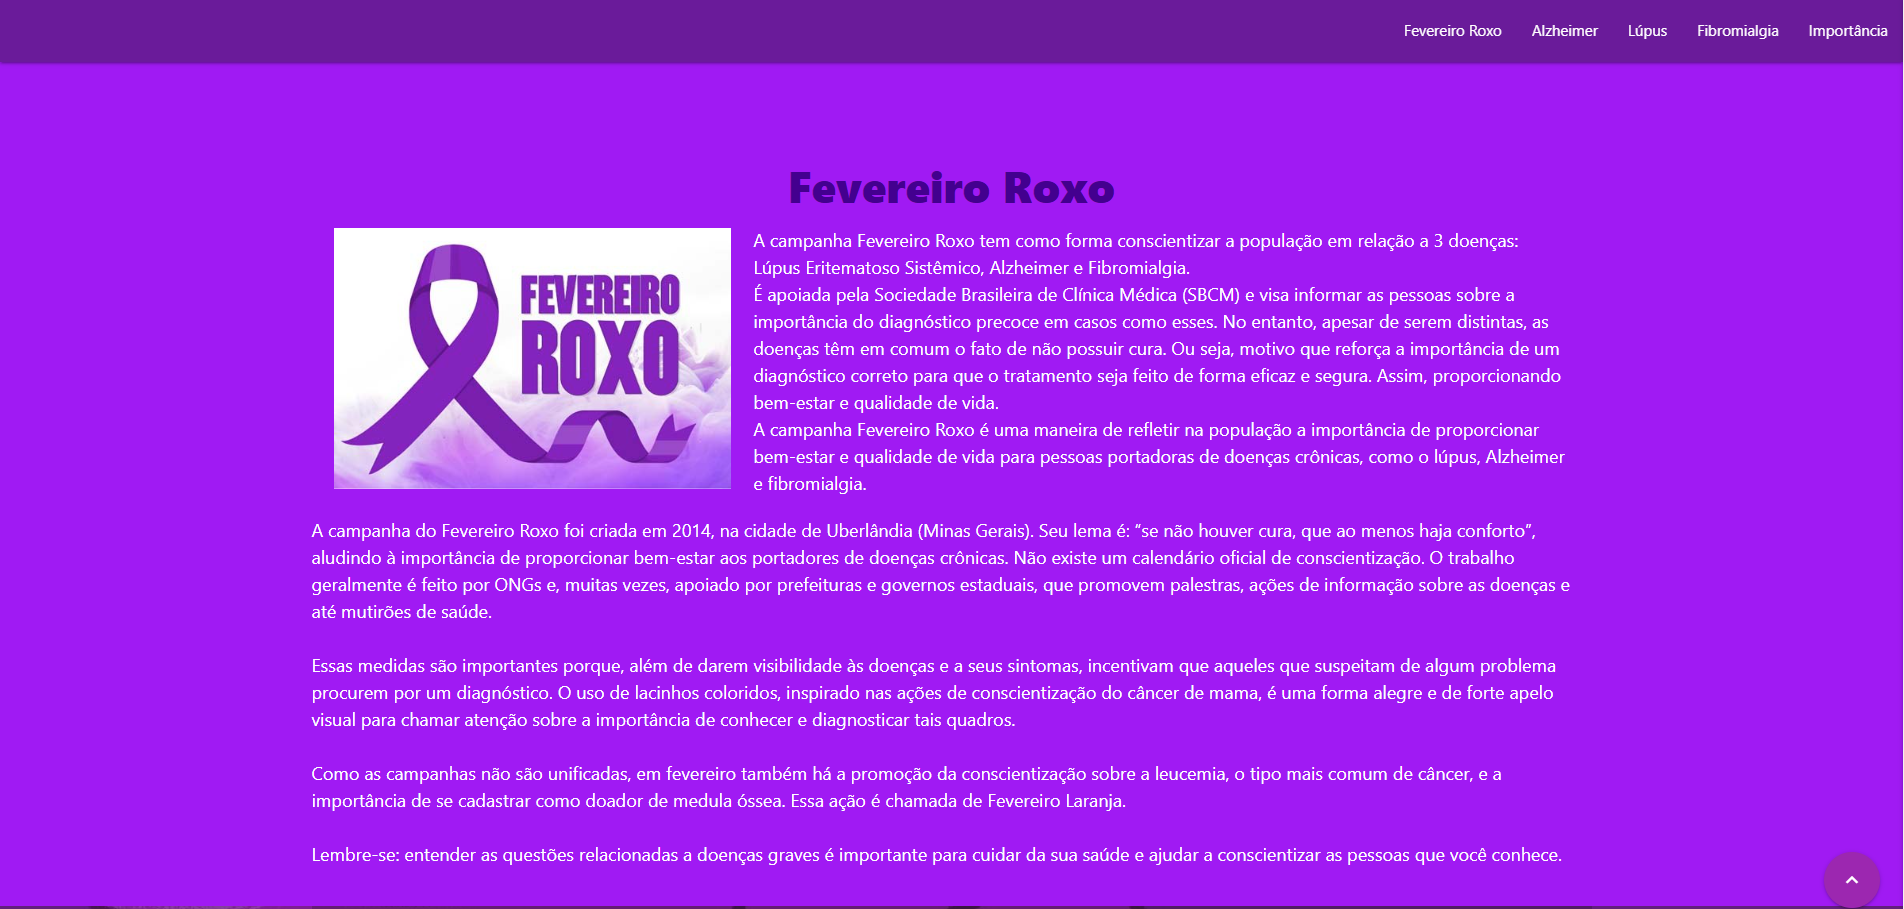 Fevereiro Roxo
Alzheimer
Lúpus
Fibromialgia
Importância
Fevereiro Roxo
FEVEREIRO
ROXO
A campanha Fevereiro Roxo tem como forma conscientizar a população em relação a 3 doenças:
Lúpus Eritematoso Sistêmico, Alzheimer e Fibromialgia.
É apoiada pela Sociedade Brasileira de Clínica Médica (SBCM) e visa informar as pessoas sobre a
importância do diagnóstico precoce em casos como esses. No entanto, apesar de serem distintas, as
doenças têm em comum o fato de não possuir cura. Ou seja, motivo que reforça a importância de um
diagnóstico correto para que o tratamento seja feito de forma eficaz e segura. Assim, proporcionando
bem-estar e qualidade de vida.
A campanha Fevereiro Roxo é uma maneira de refletir na população a importância de proporcionar
bem-estar e qualidade de vida para pessoas portadoras de doenças crônicas, como o lúpus, Alzheimer
e fibromialgia.
A campanha do Fevereiro Roxo foi criada em 2014, na cidade de Uberlândia (Minas Gerais). Seu lema é: “se não houver cura, que ao menos haja conforto”,
aludindo à importância de proporcionar bem-estar aos portadores de doenças crônicas. Não existe um calendário oficial de conscientização. O trabalho
geralmente é feito por ONGs e, muitas vezes, apoiado por prefeituras e governos estaduais, que promovem palestras, ações de informação sobre as doenças e
até mutirões de saúde.
Essas medidas são importantes porque, além de darem visibilidade às doenças e a seus sintomas, incentivam que aqueles que suspeitam de algum problema
procurem por um diagnóstico. O uso de lacinhos coloridos, inspirado nas ações de conscientização do câncer de mama, é uma forma alegre e de forte apelo
visual para chamar atenção sobre a importância de conhecer e diagnosticar tais quadros.
Como as campanhas não são unificadas, em fevereiro também há a promoção da conscientização sobre a leucemia, o tipo mais comum de câncer, e a
importância de se cadastrar como doador de medula óssea. Essa ação é chamada de Fevereiro Laranja.
Lembre-se: entender as questões relacionadas a doenças graves é importante para cuidar da sua saúde e ajudar a conscientizar as pessoas que você conhece.